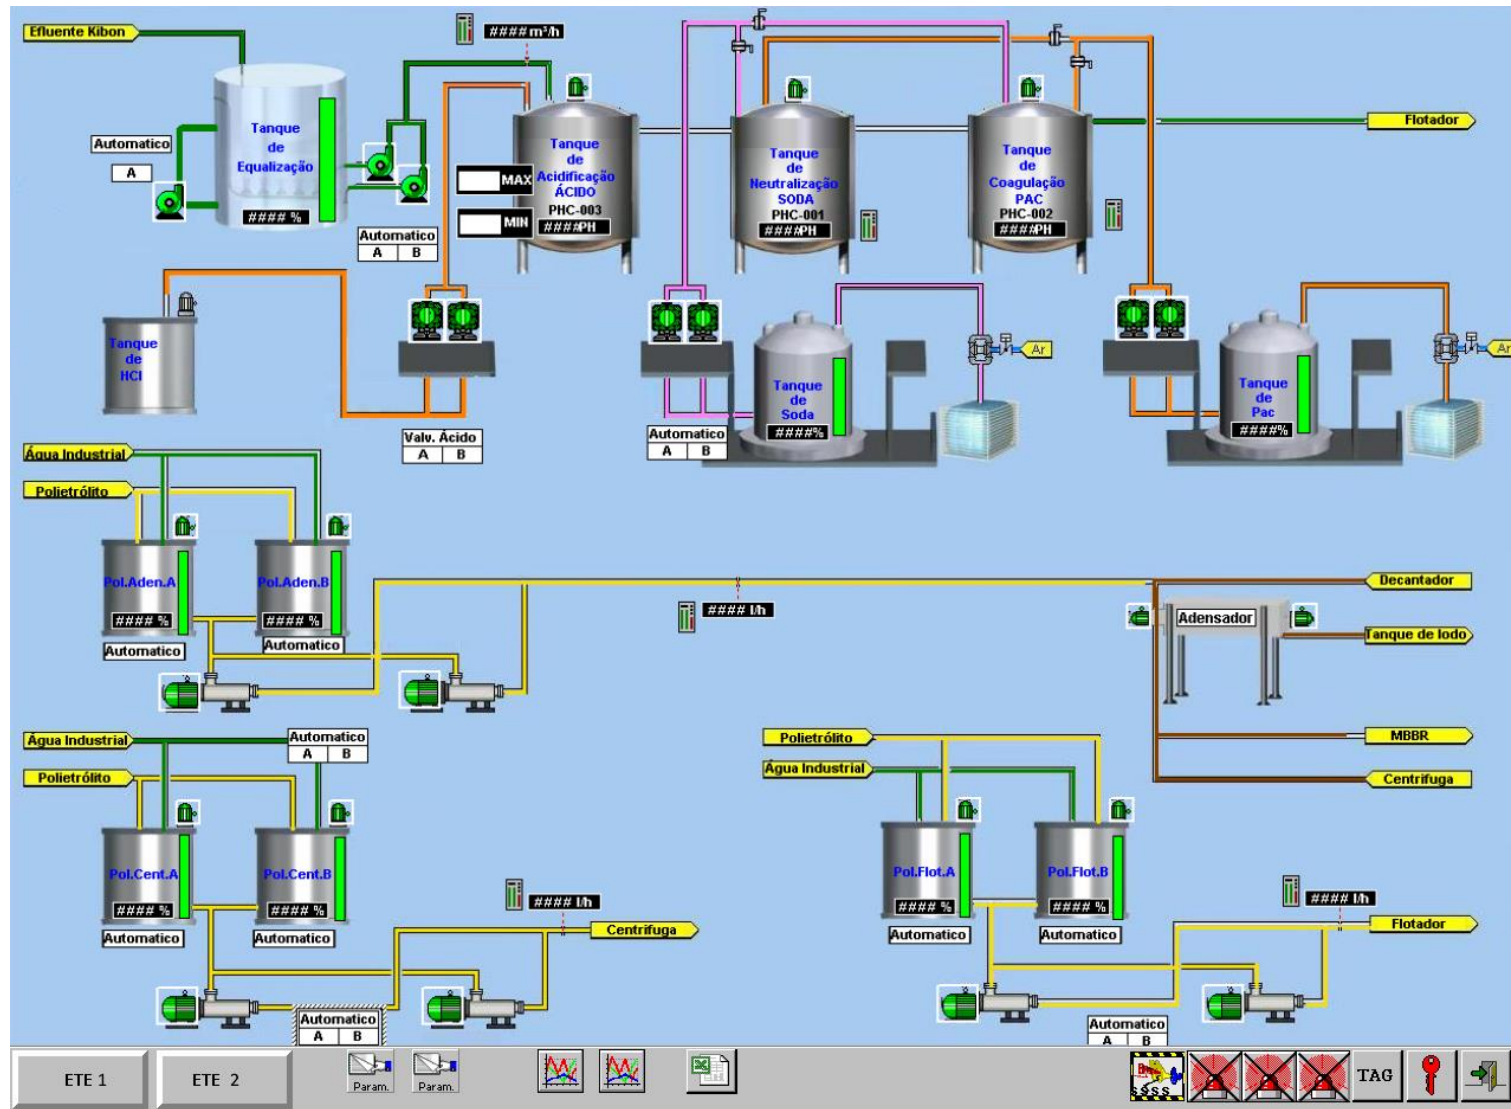 Efluente Kibon
####m³/h
Tanque
de
Equalização
#### %
Automatico
A
Automatico
A B
MAX
MIN
Tanque
de
Acidificação
ÁCIDO
PHC-003
####PH
Tanque
de
Neutralização
SODA
PHC-001
####PH
Tanque
de
Coagulação
PAC
PHC-002
####PH
Flotador
Tanque
de
HCl
Valv. Ácido
A B
Automatico
A B
Tanque
de
Soda
####%
Ar
Tanque
de
Pac
####%
Ar
Água Industrial
Polietrólito
Pol.Aden.A
#### %
Automatico
Pol.Aden.B
#### %
Automatico
#### l/h
Decantador
Adensador
Tanque de lodo
MBBR
Centrifuga
Água Industrial
Polietrólito
Automatico
A B
Pol.Cent.A
#### %
Automatico
Pol.Cent.B
#### %
Automatico
#### l/h
Centrifuga
Automatico
A B
Polietrólito
Água Industrial
Pol.Flot.A
#### %
Automatico
Pol.Flot.B
#### %
Automatico
#### l/h
Flotador
Automatico
A B
ETE 1
ETE 2
Param.
Param.
TAG